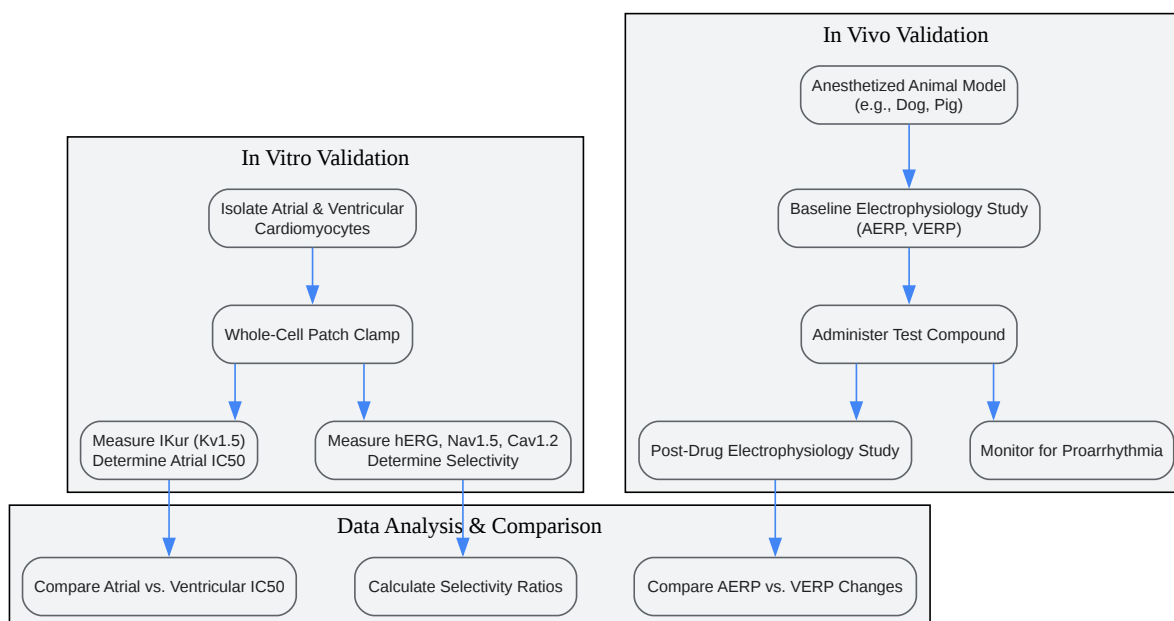 In Vitro Validation
Isolate Atrial & Ventricular
Cardiomyocytes
Whole-Cell Patch Clamp
Measure IKur (Kv1.5)
Determine Atrial IC50
Measure hERG, Nav1.5, Cav1.2
Determine Selectivity
In Vivo Validation
Anesthetized Animal Model
(e.g., Dog, Pig)
Baseline Electrophysiology Study
(AERP, VERP)
Administer Test Compound
Post-Drug Electrophysiology Study
Monitor for Proarrhythmia
Data Analysis & Comparison
Compare Atrial vs. Ventricular IC50
Calculate Selectivity Ratios
Compare AERP vs. VERP Changes